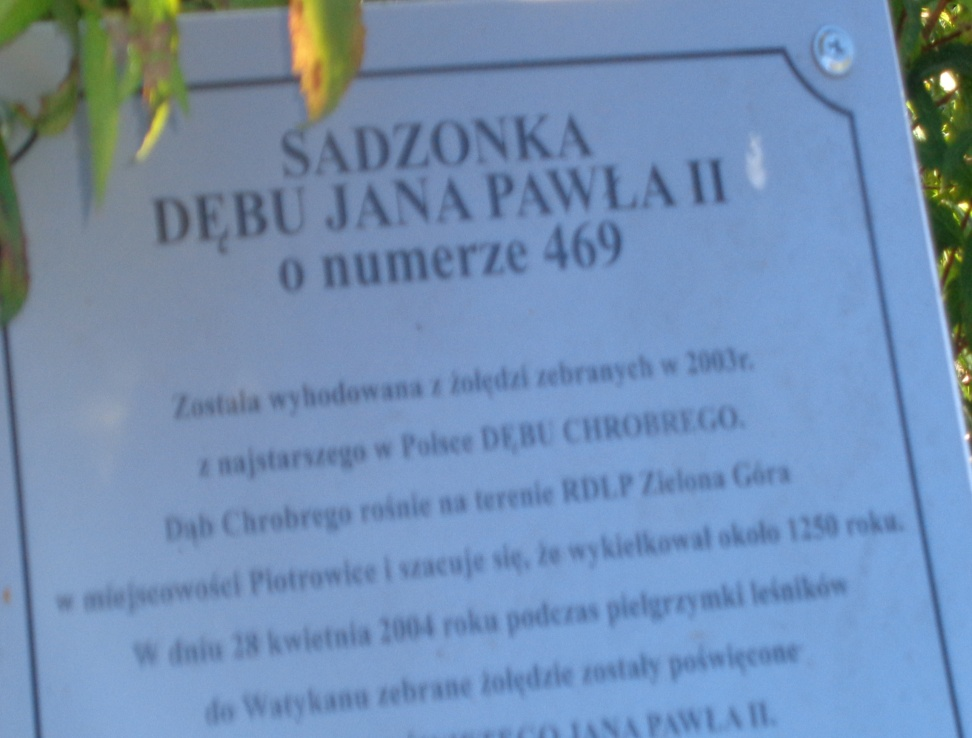 SADZONKA
DĘBU JANA PAWŁA II
o numerze 469
Została wyhodowana z żołędzi zebranych w 2003r.
z najstarszego w Polsce DĘBU CHROBREGO.
Dąb Chrobrego rośnie na terenie RDLP Zielona Góra
w miejscowości Piotrowice i szacuje się, że wykiełkował około 1250 roku.
W dniu 28 kwietnia 2004 roku podczas pielgrzymki leśników
do Watykanu zebrane żołędzie zostały poświęcone
JANA PAWŁA II.